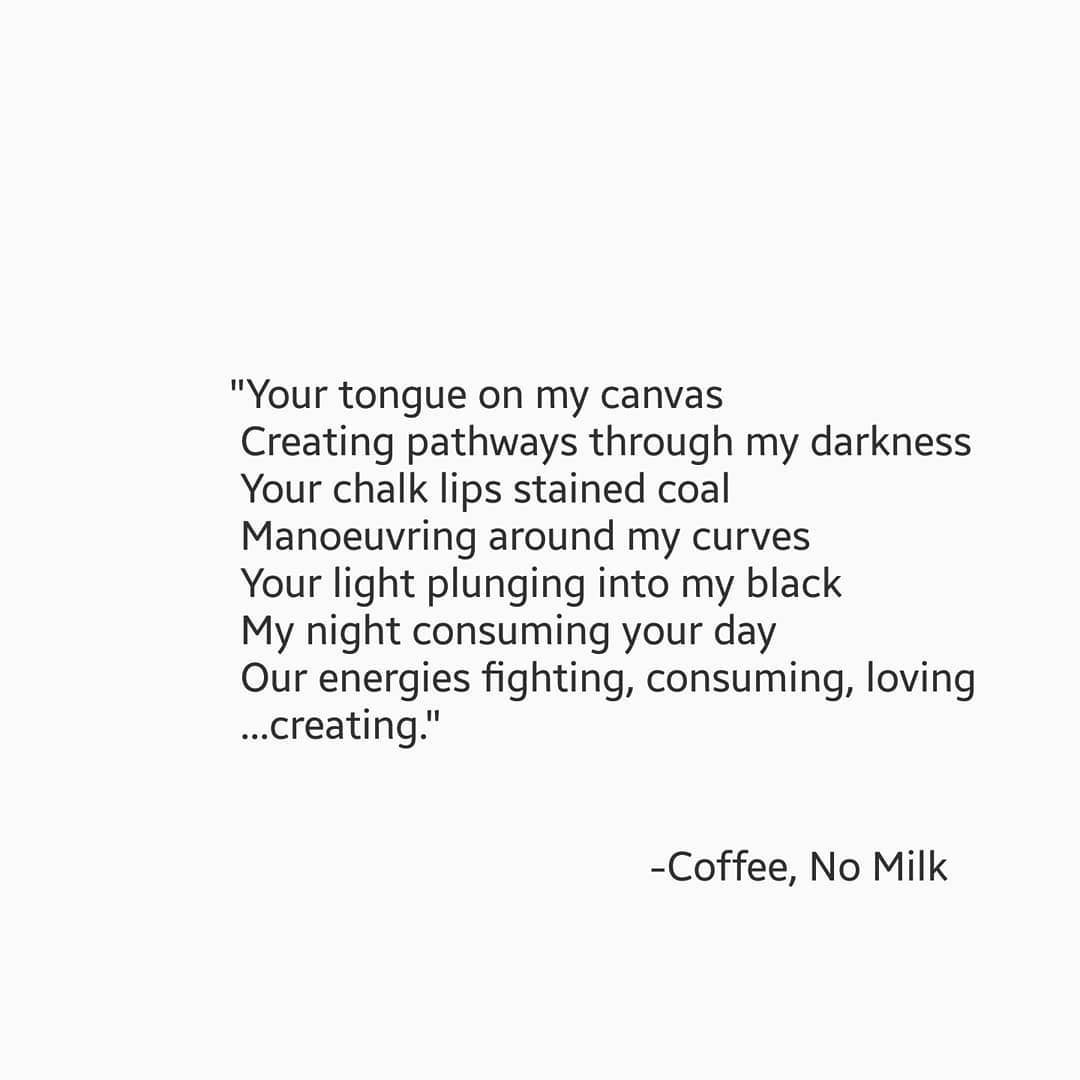 "Your tongue on my canvas
Creating pathways through my darkness
Your chalk lips stained coal
Manoeuvring around my curves
Your light plunging into my black
My night consuming your day
Our energies fighting, consuming, loving
...creating."
-Coffee, No Milk